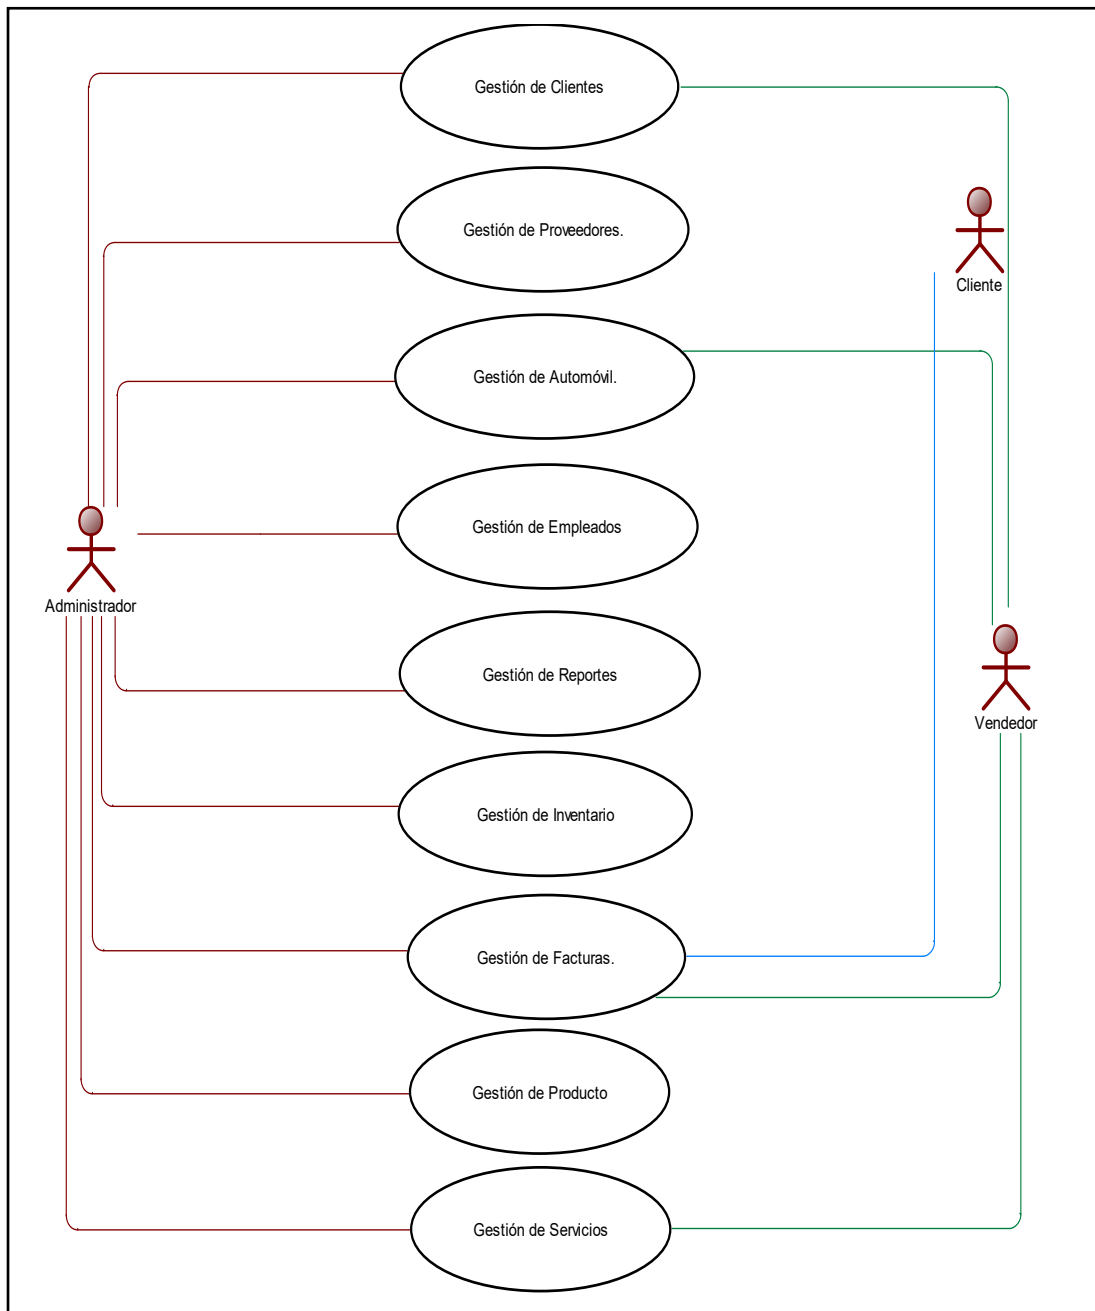 Gestión de Clientes
Gestión de Proveedores.
Cliente
Gestión de Automóvil.
Gestión de Empleados
Administrador
Gestión de Reportes
Vendedor
Gestión de Inventario
Gestión de Facturas.
Gestión de Producto
Gestión de Servicios